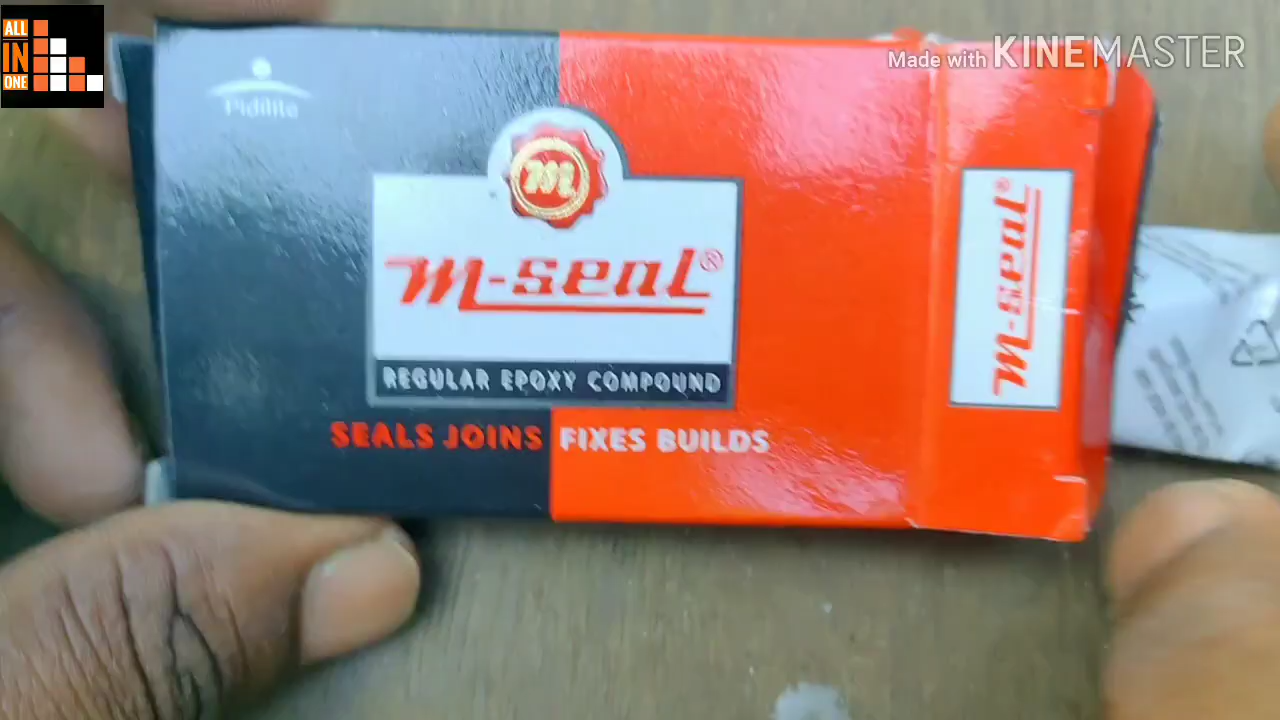 ALL
IN
ONE
Made with KINEMASTER
Pidilite
m
m-seal®
REGULAR EPOXY COMPOUND
SEALS JOINS FIXES BUILDS
m-seal®